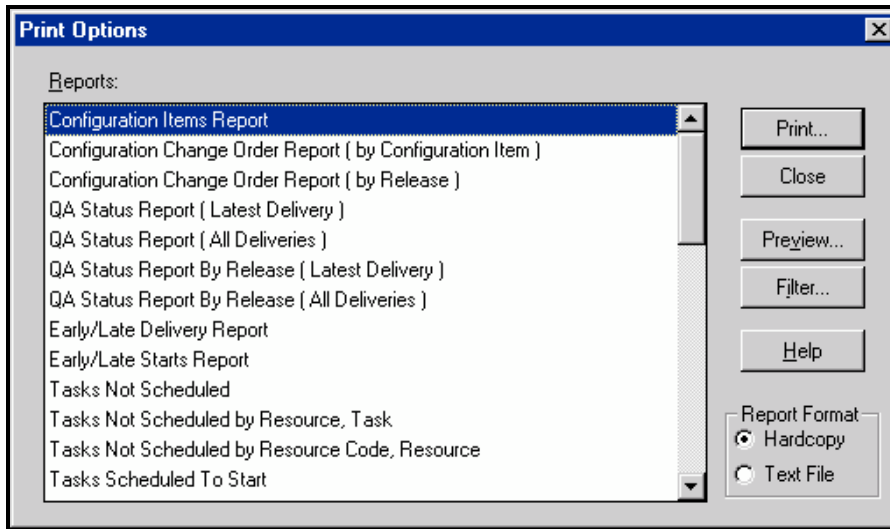 Print Options
Reports:
Configuration Items Report
Configuration Change Order Report ( by Configuration Item )
Configuration Change Order Report ( by Release )
QA Status Report ( Latest Delivery )
QA Status Report ( All Deliveries )
QA Status Report By Release ( Latest Delivery )
QA Status Report By Release ( All Deliveries )
Early/Late Delivery Report
Early/Late Starts Report
Tasks Not Scheduled
Tasks Not Scheduled by Resource, Task
Tasks Not Scheduled by Resource Code, Resource
Tasks Scheduled To Start
Print...
Close
Preview...
Filter...
Help
Report Format
Hardcopy
Text File